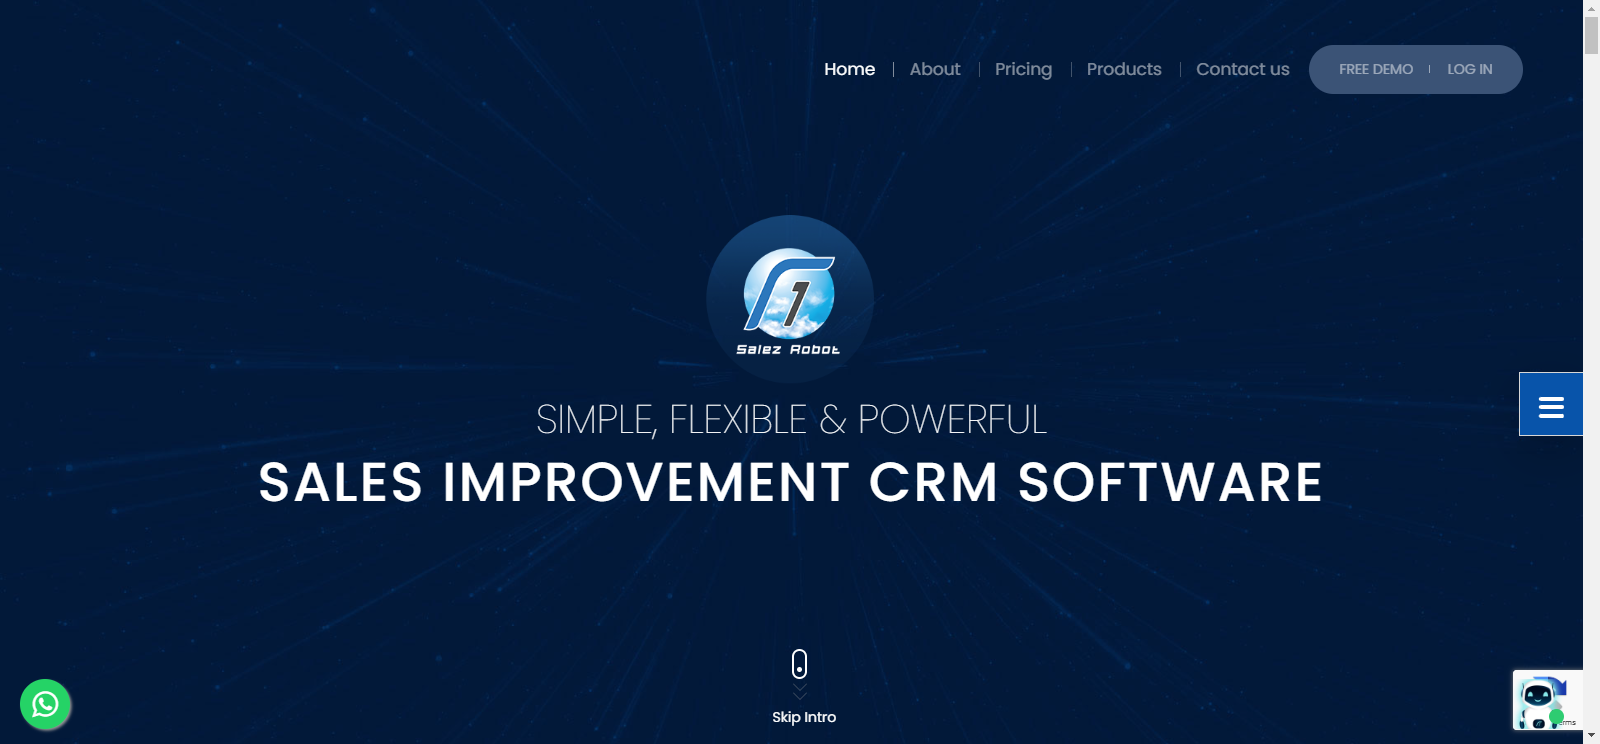 Home About Pricing Products Contact us FREE DEMO LOG IN
Salez Robot
SIMPLE, FLEXIBLE & POWERFUL
SALES IMPROVEMENT CRM SOFTWARE
Skip Intro